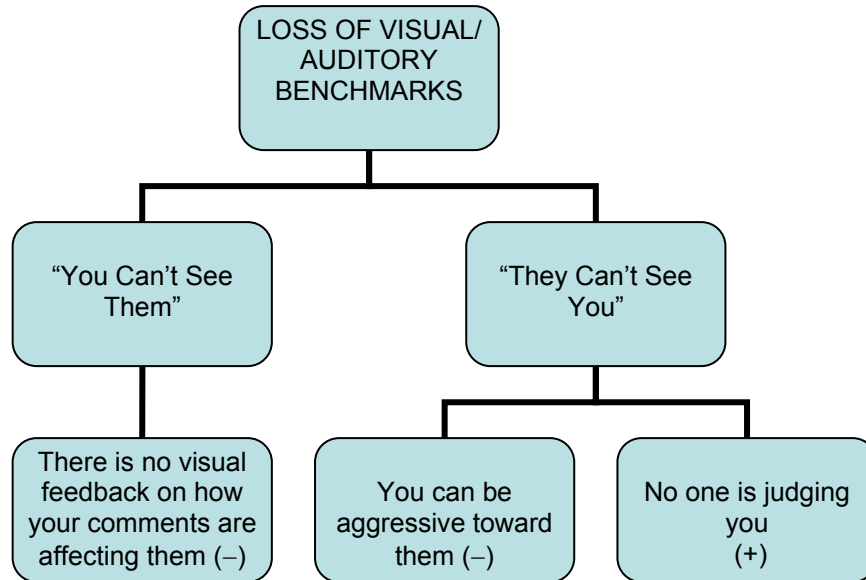 LOSS OF VISUAL/
AUDITORY
BENCHMARKS
“You Can’t See
Them”
“They Can’t See
You”
There is no visual
feedback on how
your comments are
affecting them (−)
You can be
aggressive toward
them (−)
No one is judging
you
(+)